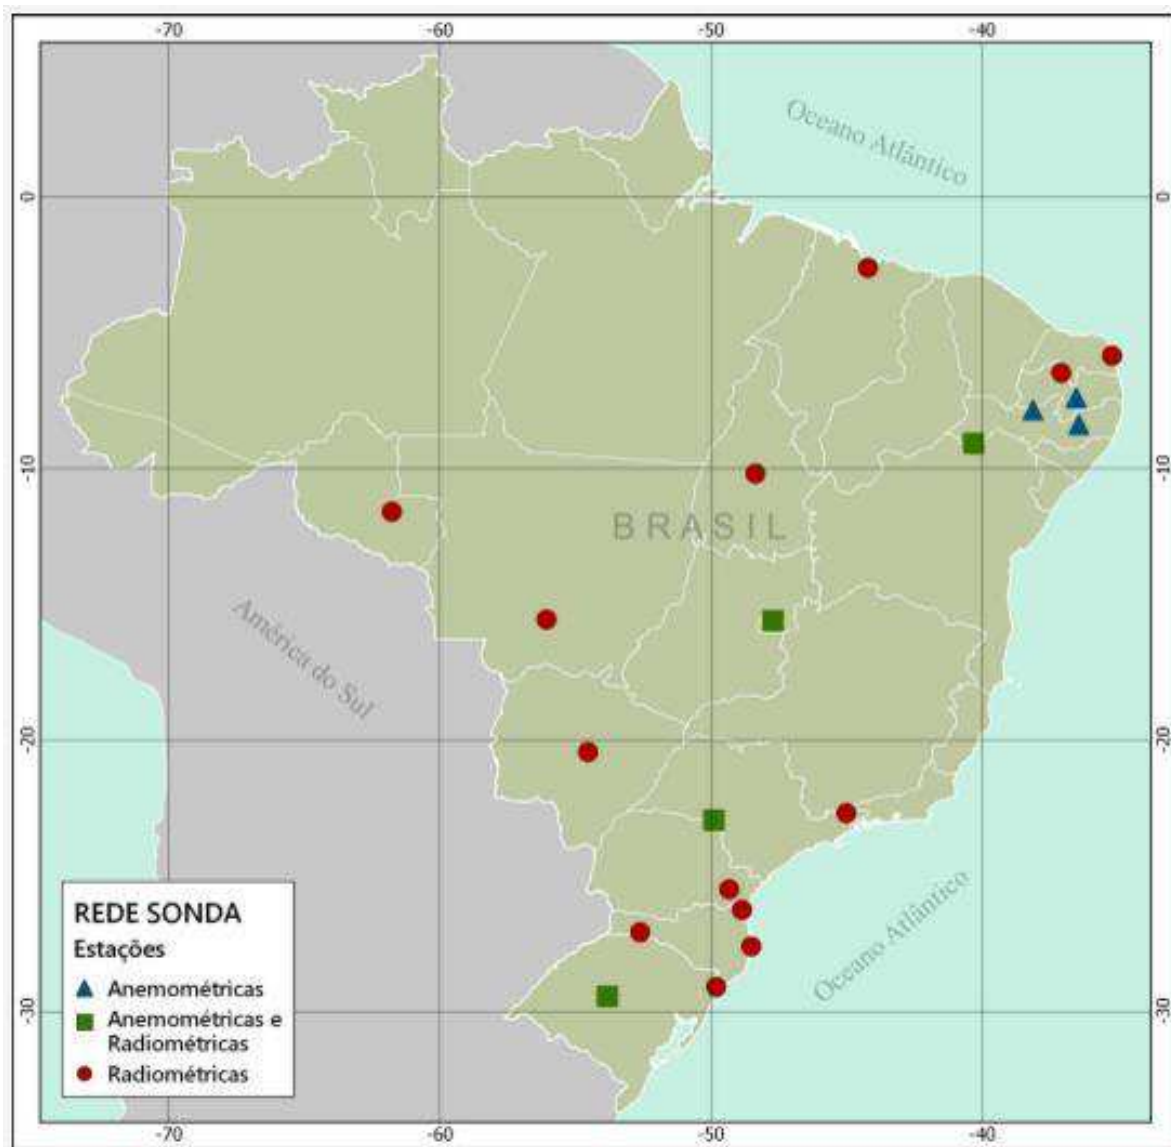 -70 -60 -50 -40
Oceano Atlântico
0 0
-10 -10
BRASIL
América do Sul
-20 -20
Oceano Atlântico
-30 -30
REDE SONDA
Estações
Anemométricas
Anemométricas e
Radiométricas
Radiométricas
-70 -60 -50 -40